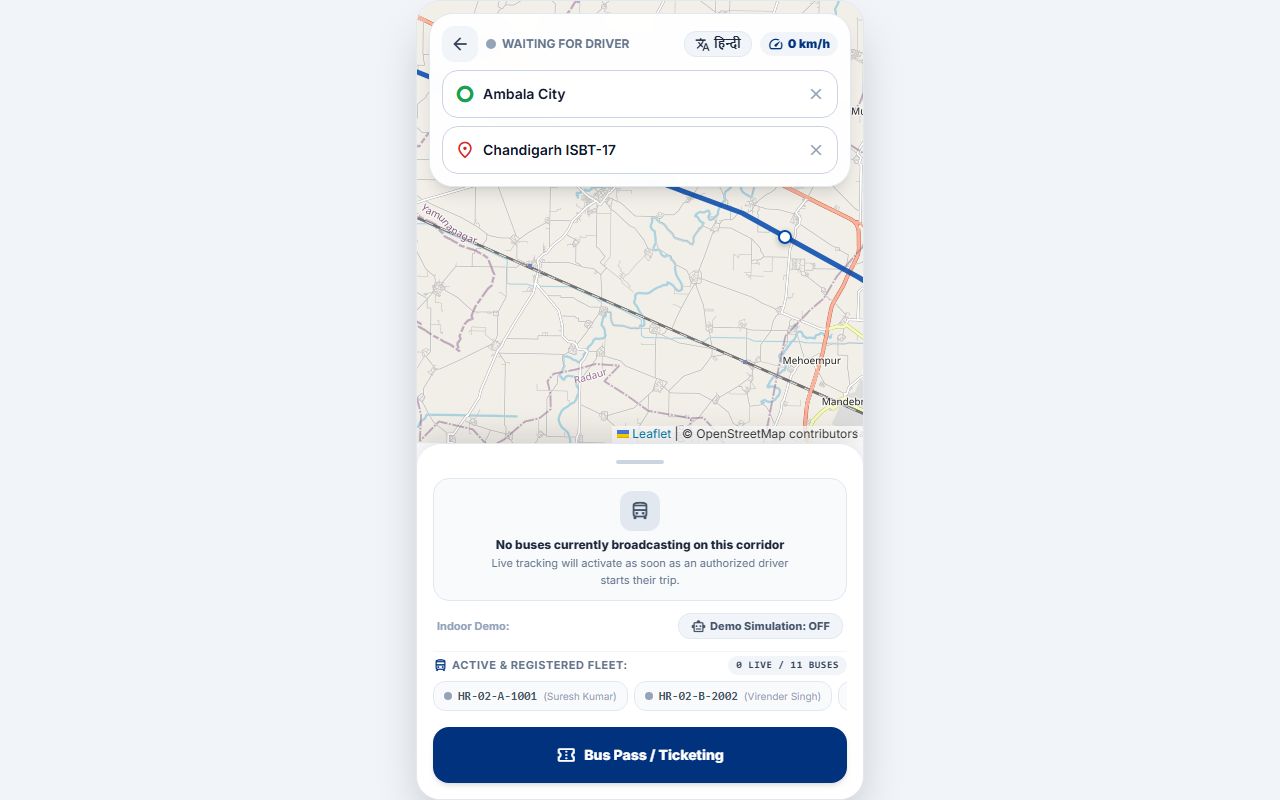 WAITING FOR DRIVER
हिन्दी
0 km/h
Ambala City
Chandigarh ISBT-17
Yamunanagar
Radaur
Mehoempur
Leaflet | © OpenStreetMap contributors
No buses currently broadcasting on this corridor
Live tracking will activate as soon as an authorized driver
starts their trip.
Indoor Demo:
Demo Simulation: OFF
ACTIVE & REGISTERED FLEET:
0 LIVE / 11 BUSES
HR-02-A-1001 (Suresh Kumar)
HR-02-B-2002 (Virender Singh)
Bus Pass / Ticketing